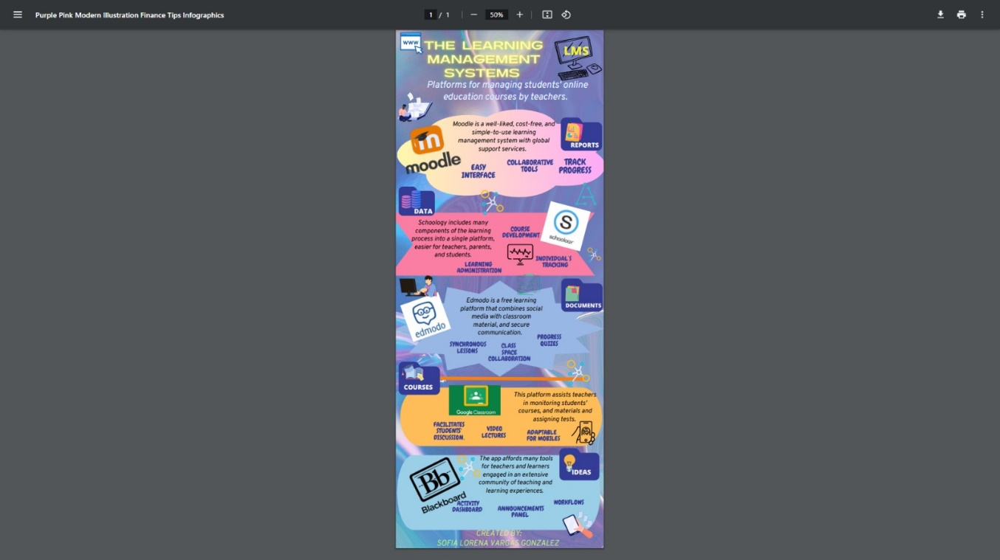 Purple Pink Modern Illustration Finance Tips Infographics
1 / 1
50%
WWW
THE LEARNING
MANAGEMENT
SYSTEMS
LMS
Platforms for managing students' online
education courses by teachers.
Moodle is a well-liked, cost-free, and
simple-to-use learning
management system with global
support services.
REPORTS
m
moodle
EASY
INTERFACE
COLLABORATIVE
TOOLS
TRACK
PROGRESS
DATA
Schoology includes many
components of the learning
process into a single platform,
easier for teachers, parents,
and students.
COURSE
DEVELOPMENT
S
schoology
LEARNING
ADMINISTRATION
INDIVIDUAL'S
TRACKING
DOCUMENTS
Edmodo is a free learning
platform that combines social
media with classroom
material, and secure
communication.
edmodo
SYNCHRONOUS
LESSONS
CLASS
SPACE
COLLABORATION
PROGRESS
QUIZES
COURSES
Google Classroom
This platform assists teachers
in monitoring students'
courses, and materials and
assigning tests.
FACILITATES
STUDENTS'
DISCUSSION.
VIDEO
LECTURES
ADAPTABLE
FOR MOBILES
The app affords many tools
for teachers and learners
engaged in an extensive
community of teaching and
learning experiences.
IDEAS
Bb
Blackboard
ACTIVITY
DASHBOARD
ANNOUNCEMENTS
PANEL
WORKFLOWS
CREATED BY:
SOFIA LORENA VARGAS GONZALEZ